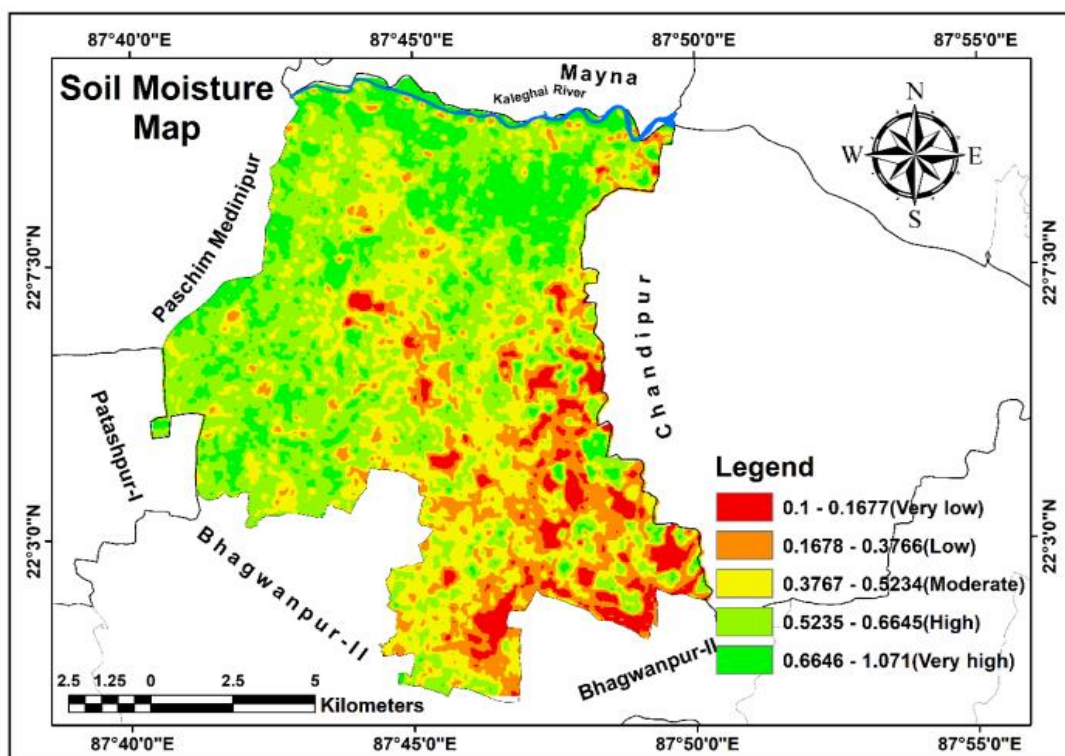 87°40'0"E 87°45'0"E 87°50'0"E 87°55'0"E
Soil Moisture
Map
Mayna
Kaleghai River
N
W E
S
Paschim Medinipur
22°7'30"N
22°7'30"N
Chandipur
Patashpur-I
Legend
0.1 - 0.1677(Very low)
0.1678 - 0.3766(Low)
0.3767 - 0.5234(Moderate)
0.5235 - 0.6645(High)
0.6646 - 1.071(Very high)
22°3'0"N
22°3'0"N
Bhagwanpur-II
Bhagwanpur-II
2.5 1.25 0 2.5 5
Kilometers
87°40'0"E 87°45'0"E 87°50'0"E 87°55'0"E